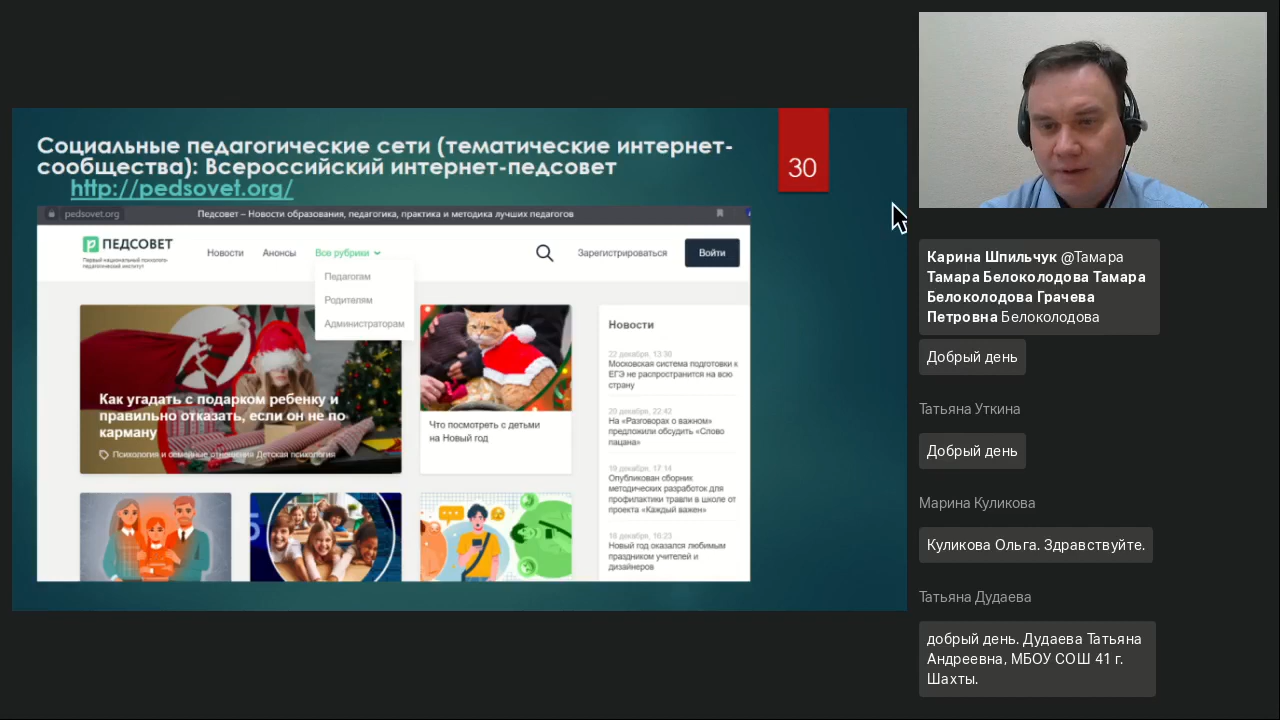 Социальные педагогические сети (тематические интернет-
сообщества): Всероссийский интернет-педсовет
http://pedsovet.org/
30
pedsovet.org
Педсовет – Новости образования, педагогика, практика и методика лучших педагогов
ПЕДСОВЕТ
Первый национальный психолого-
педагогический институт
Новости
Анонсы
Все рубрики
Зарегистрироваться
Войти
Педагогам
Родителям
Администраторам
Как угадать с подарком ребенку и
правильно отказать, если он не по
карману
Психология и семейные отношения Детская психология
Что посмотреть с детьми
на Новый год
Новости
22 декабря, 13:30
Московская система подготовки к
ЕГЭ не распространится на всю
страну
20 декабря, 22:42
На «Разговорах о важном»
предложили обсудить «Слово
пацана»
19 декабря, 17:14
Опубликован сборник
методических разработок для
профилактики травли в школе от
проекта «Каждый важен»
16:23
Новый год оказался любимым
праздником учителей и
дизайнеров
Карина Шпильчук @Тамара
Тамара Белоколодова Тамара
Белоколодова Грачева
Петровна Белоколодова
Добрый день
Татьяна Уткина
Добрый день
Марина Куликова
Куликова Ольга. Здравствуйте.
Татьяна Дудаева
добрый день. Дудаева Татьяна
Андреевна, МБОУ СОШ 41 г.
Шахты.